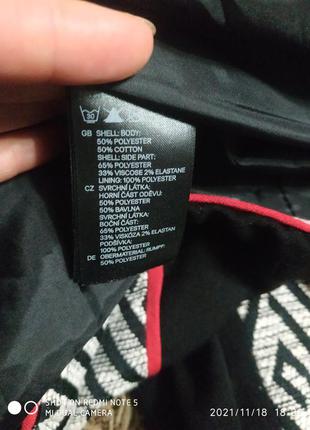 30
GB SHELL: BODY:
50% POLYESTER
50% COTTON
SHELL: SIDE PART:
65% POLYESTER
33% VISCOSE 2% ELASTANE
LINING: 100% POLYESTER
CZ SVRCHNÍ LÁTKA:
HORNÍ ČÁST ODĚVU:
50% POLYESTER
50% BAVLNA
SVRCHNÍ LÁTKA:
BOČNÍ ČÁST:
65% POLYESTER
33% VISKÓZA 2% ELASTAN
PODŠÍVKA:
100% POLYESTER
DE OBERMATERIAL: RUMPF:
50% POLYESTER
SHOT ON REDMI NOTE 5
MI DUAL CAMERA
2021/11/18 18: